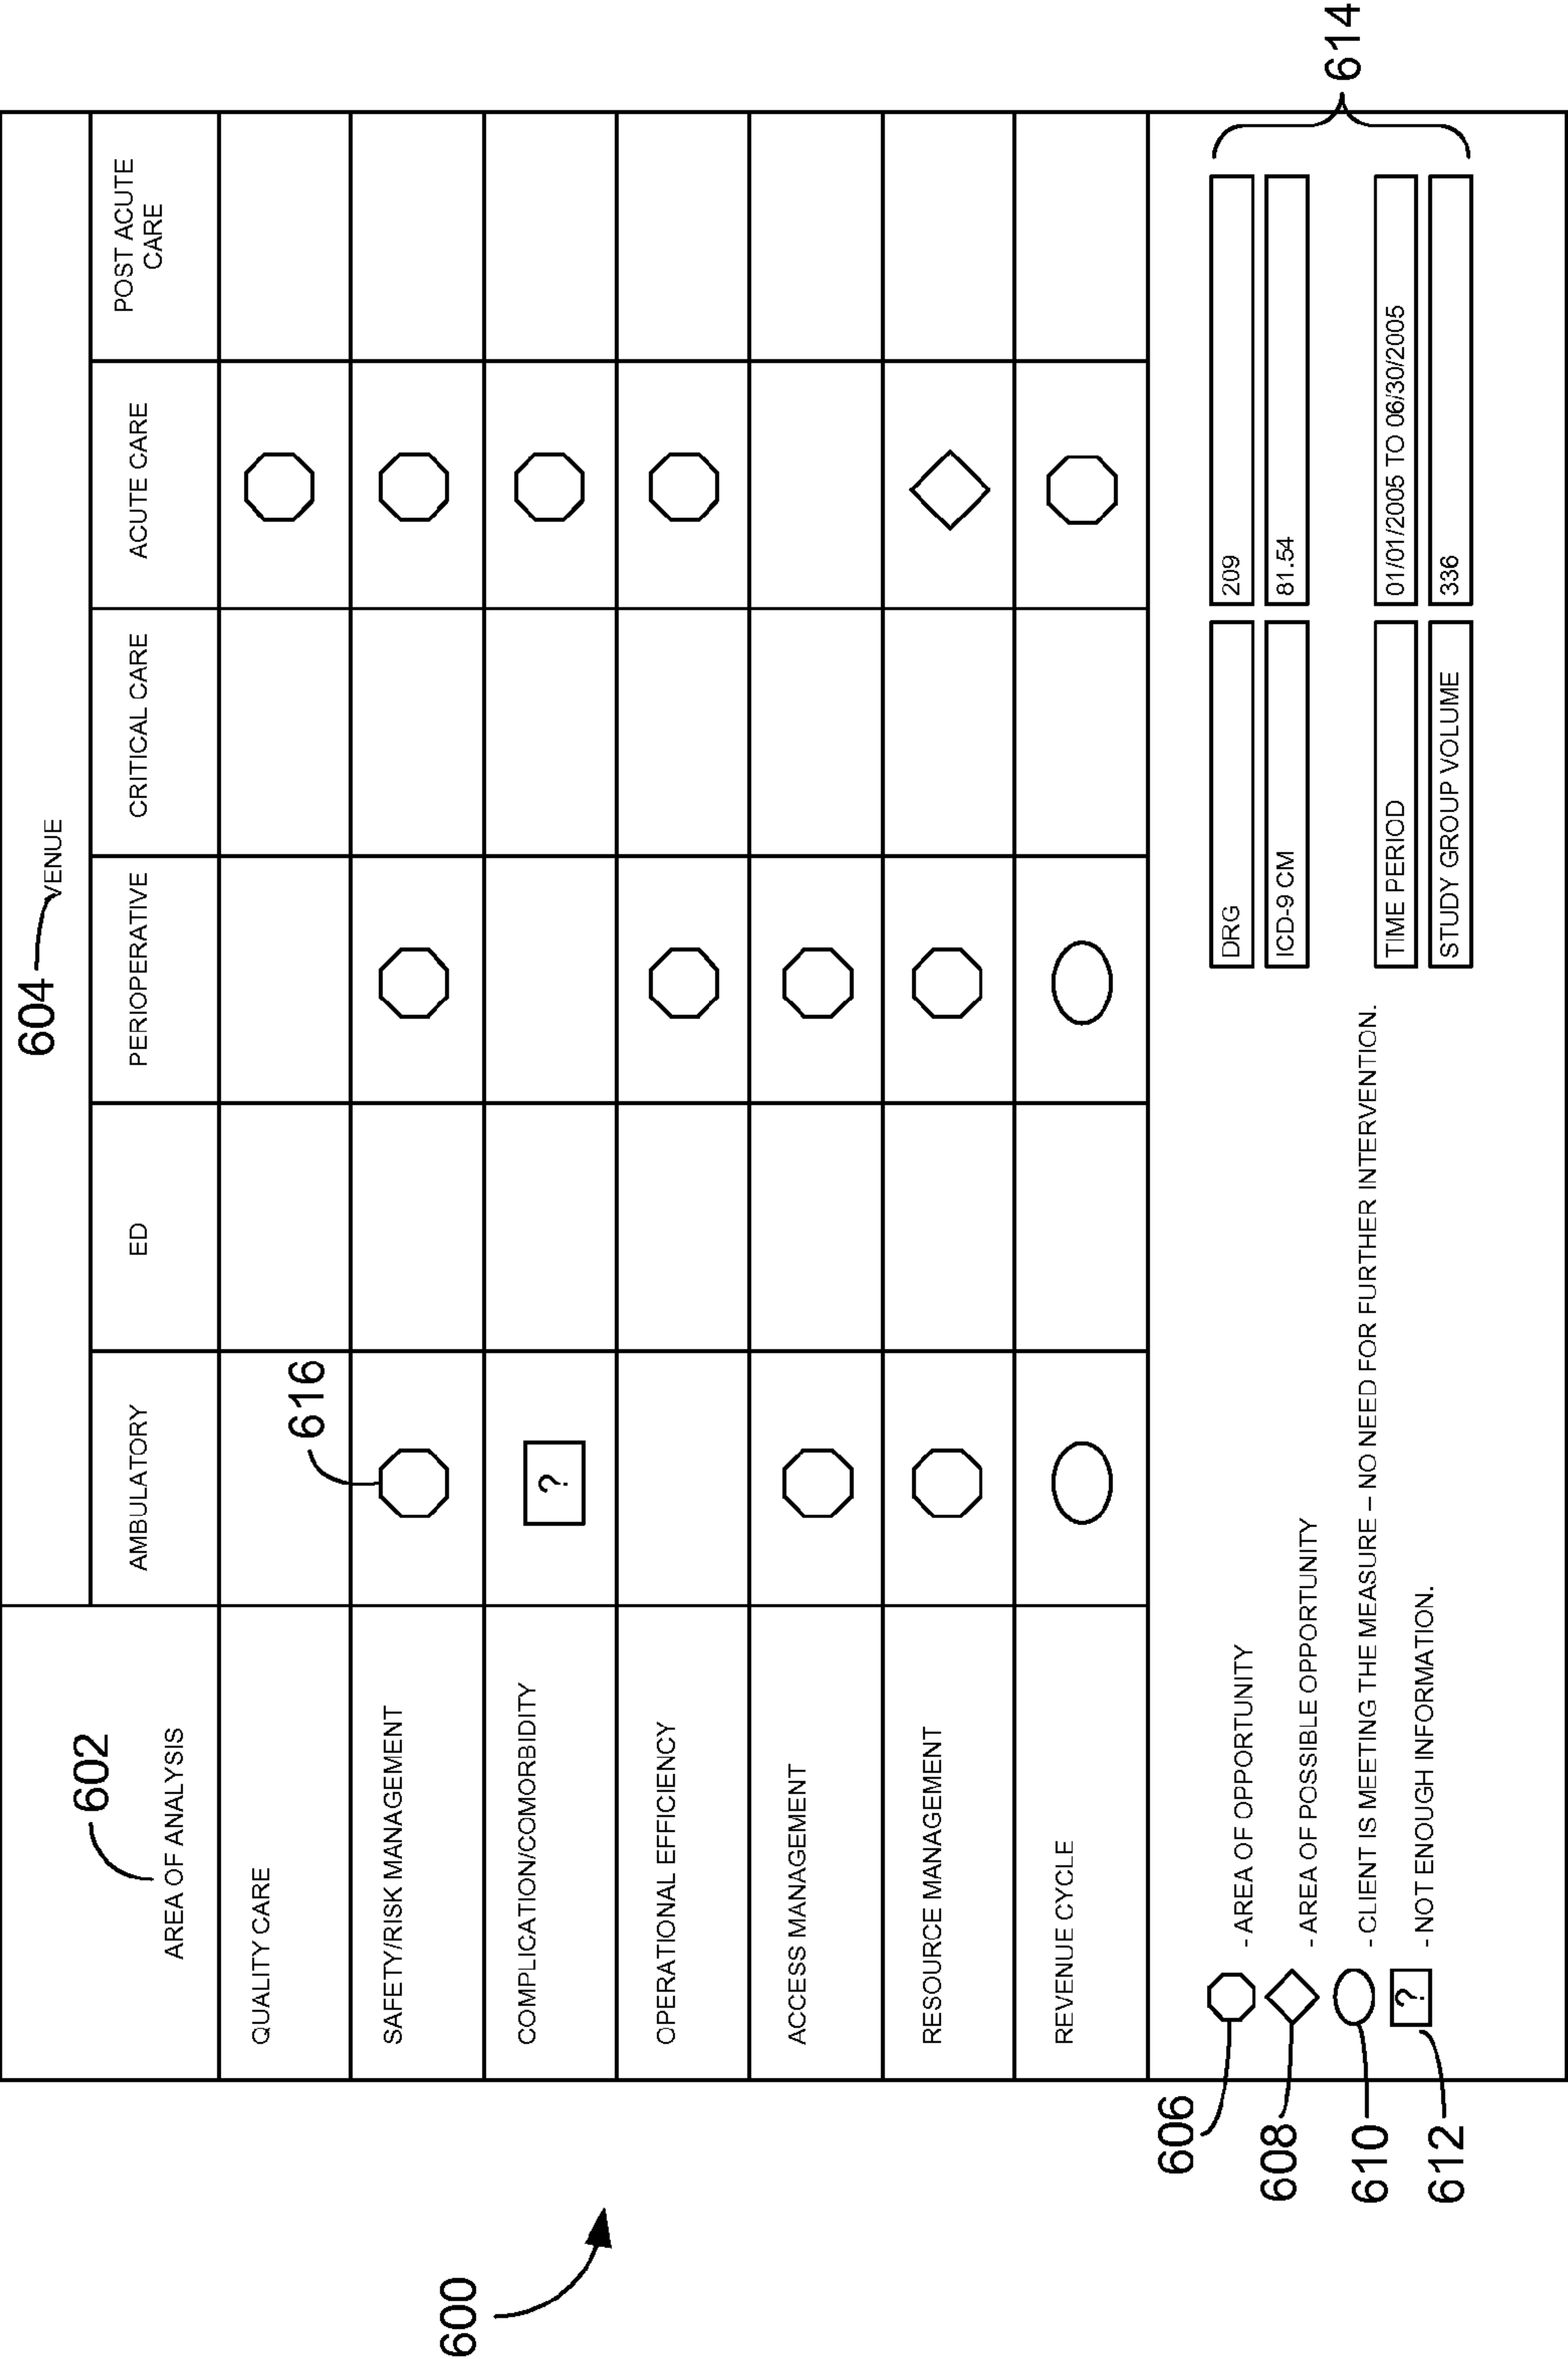 600
604
VENUE
602
AREA OF ANALYSIS
AMBULATORY
ED
PERIOPERATIVE
CRITICAL CARE
ACUTE CARE
POST ACUTE
CARE
QUALITY CARE
616
SAFETY/RISK MANAGEMENT
COMPLICATION/COMORBIDITY
?
OPERATIONAL EFFICIENCY
ACCESS MANAGEMENT
RESOURCE MANAGEMENT
REVENUE CYCLE
606
- AREA OF OPPORTUNITY
608
- AREA OF POSSIBLE OPPORTUNITY
610
- CLIENT IS MEETING THE MEASURE – NO NEED FOR FURTHER INTERVENTION.
612
?
- NOT ENOUGH INFORMATION.
DRG
209
ICD-9 CM
81.54
TIME PERIOD
01/01/2005 TO 06/30/2005
STUDY GROUP VOLUME
336
614